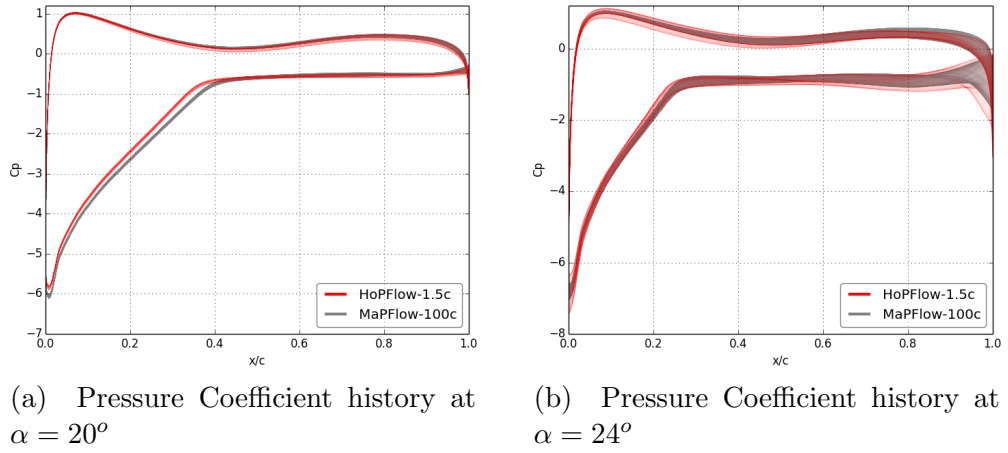 1
0
−1
−2
−3
−4
−5
−6
−7
Cp
0.0 0.2 0.4 0.6 0.8 1.0
x/c
HoPFlow-1.5c
MaPFlow-100c
0
−2
−4
−6
−8
Cp
0.0 0.2 0.4 0.6 0.8 1.0
x/c
HoPFlow-1.5c
MaPFlow-100c
(a) Pressure Coefficient history at
α = 20°
(b) Pressure Coefficient history at
α = 24°